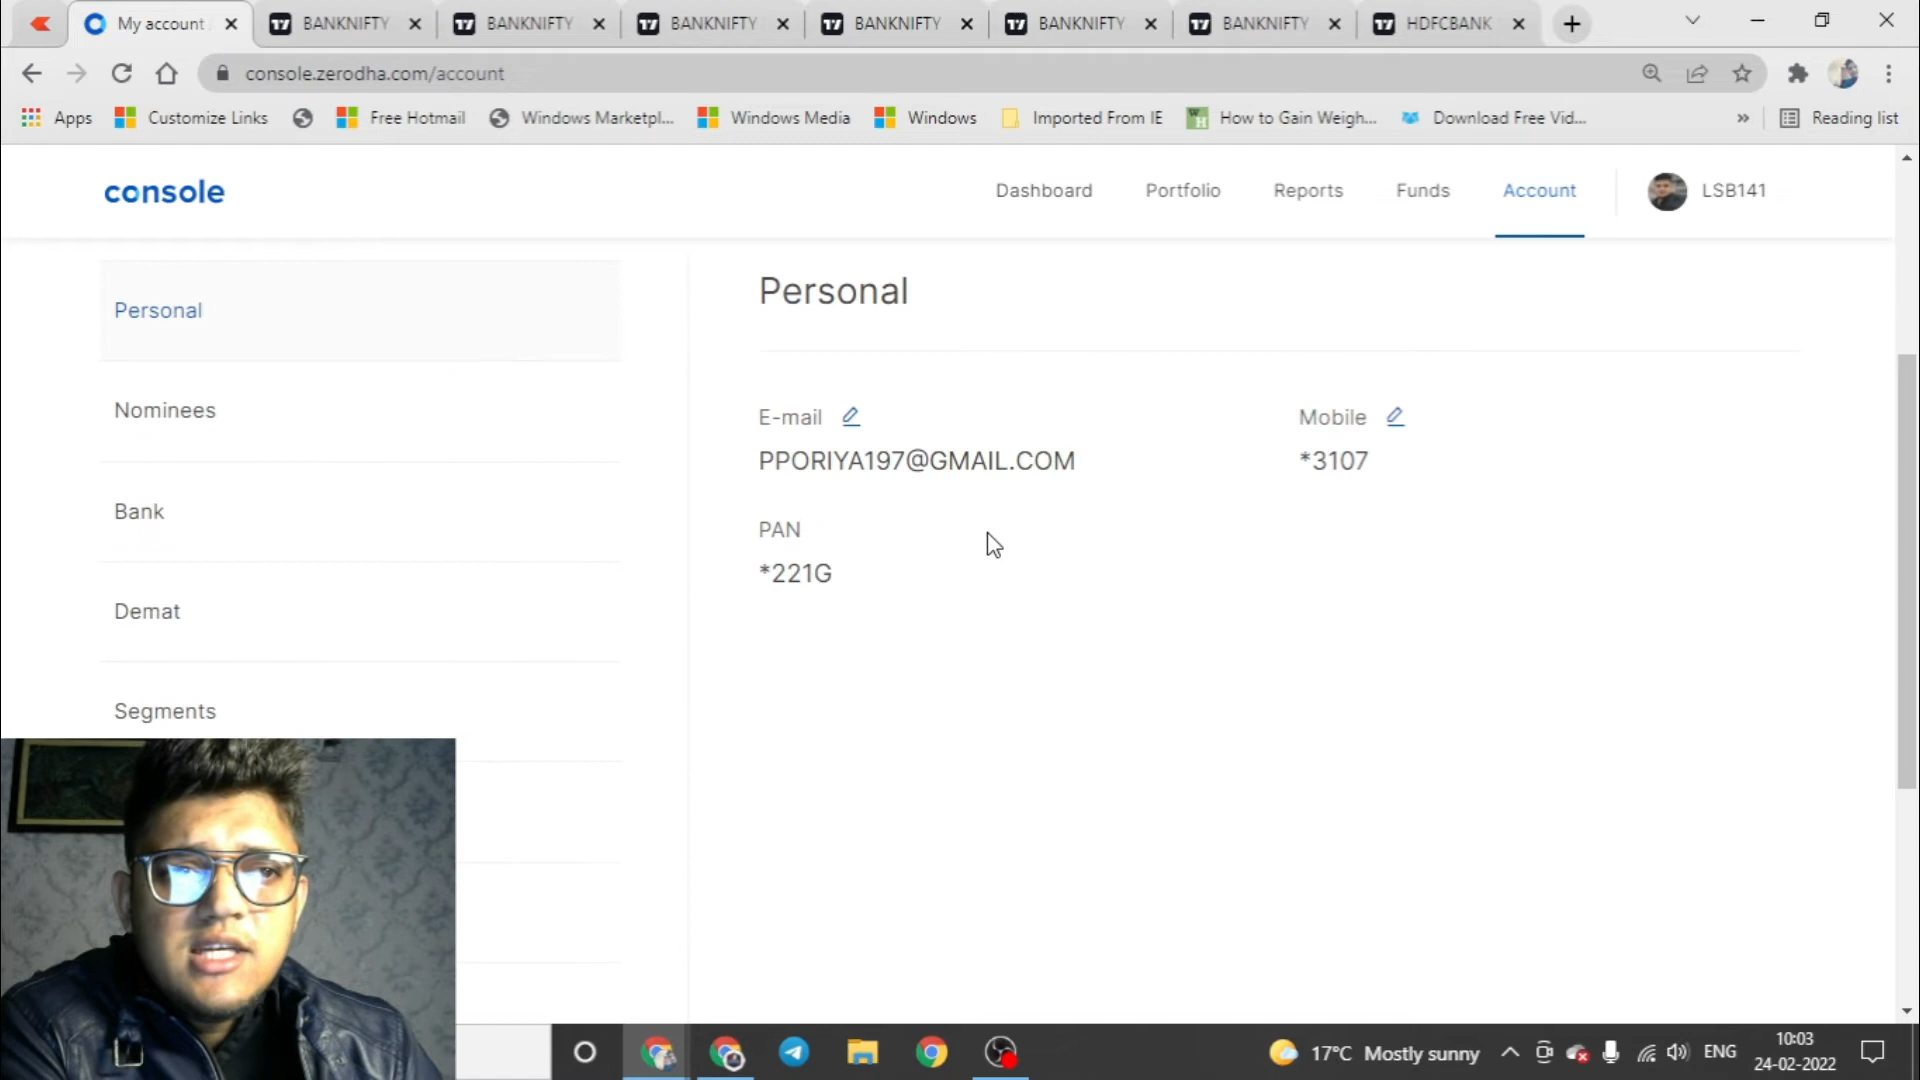 My account
BANKNIFTY
BANKNIFTY
BANKNIFTY
BANKNIFTY
BANKNIFTY
BANKNIFTY
HDFCBANK
console.zerodha.com/account
Apps
Customize Links
Free Hotmail
Windows Marketpl...
Windows Media
Windows
Imported From IE
How to Gain Weigh...
Download Free Vid...
»
Reading list
console
Dashboard
Portfolio
Reports
Funds
Account
LSB141
Personal
Nominees
Bank
Demat
Segments
Personal
E-mail
PPORIYA197@GMAIL.COM
Mobile
*3107
PAN
*221G
17°C Mostly sunny
ENG
10:03
24-02-2022